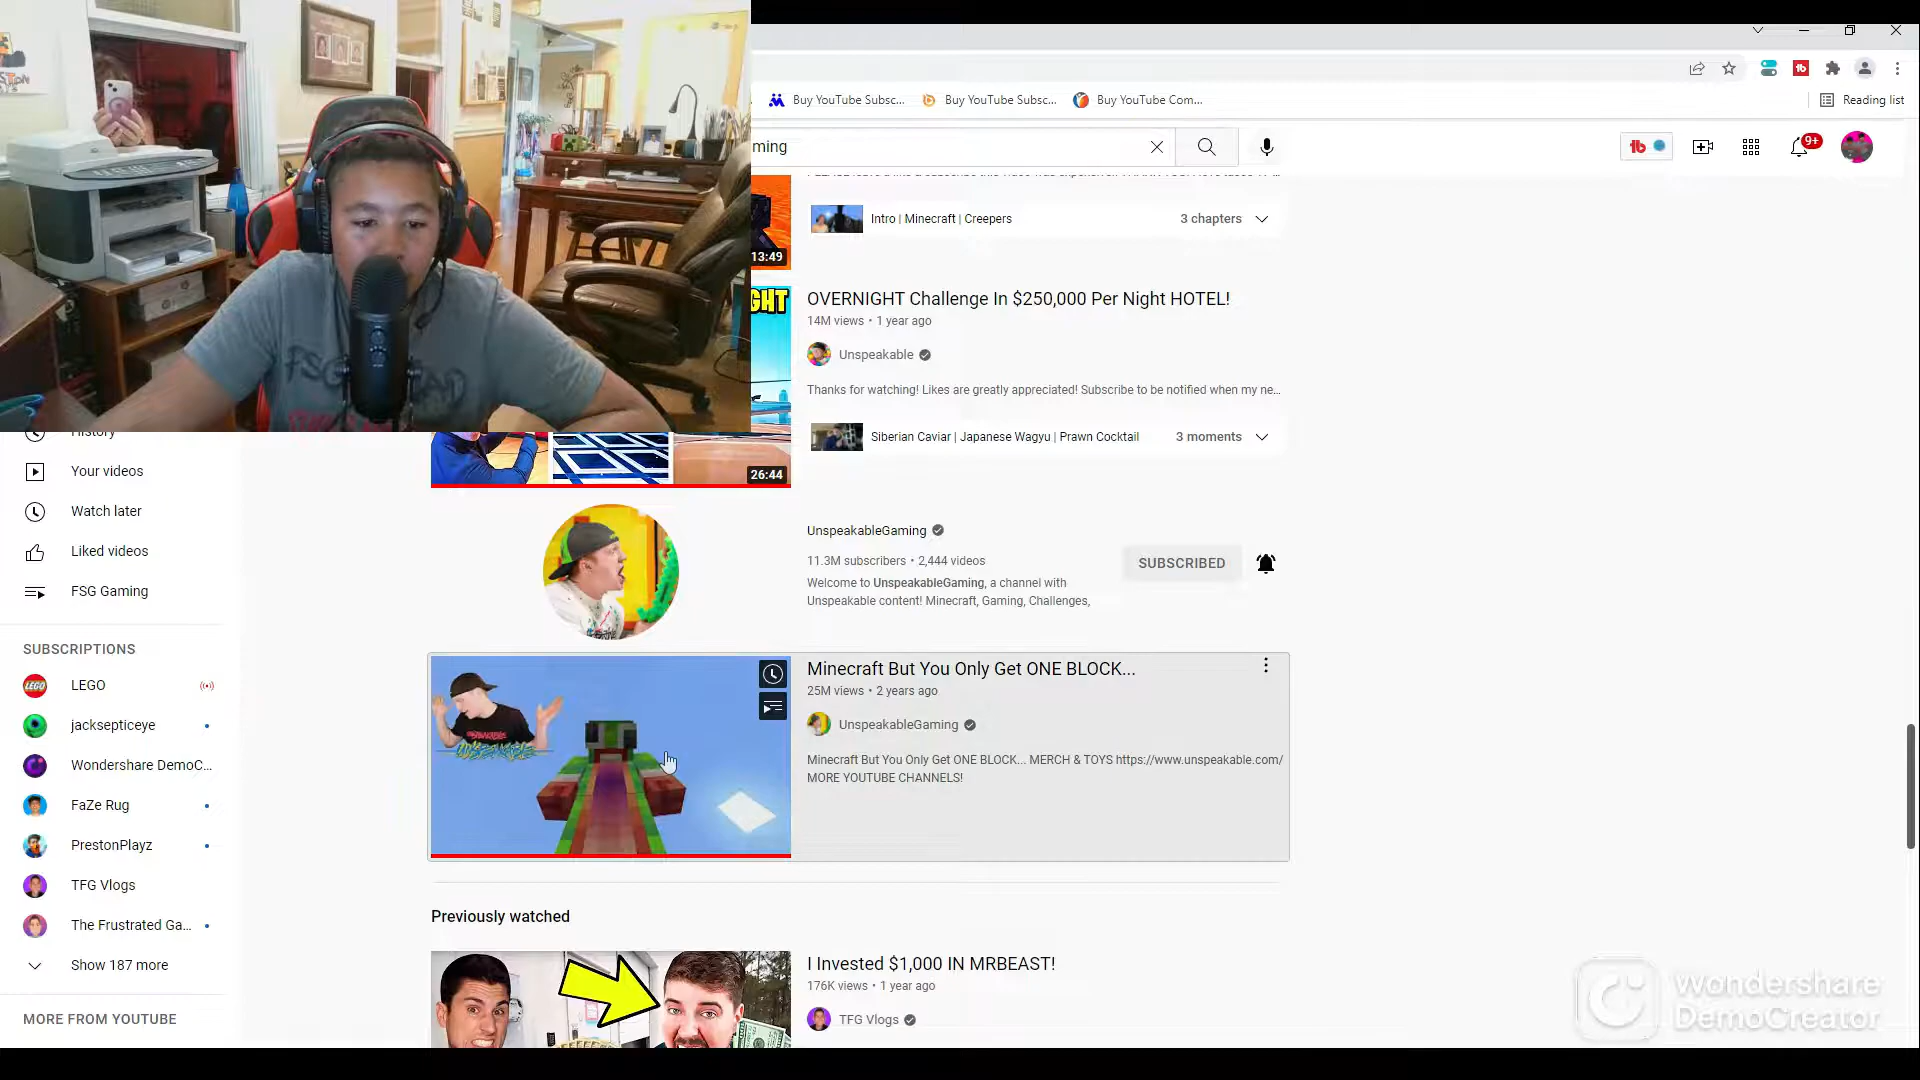 Buy YouTube Subsc...
Buy YouTube Subsc...
Buy YouTube Com...
Reading list
ming
9+
Intro | Minecraft | Creepers
3 chapters
13:49
GHT
OVERNIGHT Challenge In $250,000 Per Night HOTEL!
14M views • 1 year ago
Unspeakable
Thanks for watching! Likes are greatly appreciated! Subscribe to be notified when my ne...
Siberian Caviar | Japanese Wagyu | Prawn Cocktail
3 moments
26:44
History
Your videos
Watch later
Liked videos
FSG Gaming
SUBSCRIPTIONS
LEGO
jacksepticeye
Wondershare DemoC...
FaZe Rug
PrestonPlayz
TFG Vlogs
The Frustrated Ga...
Show 187 more
MORE FROM YOUTUBE
UnspeakableGaming
11.3M subscribers • 2,444 videos
Welcome to UnspeakableGaming, a channel with
Unspeakable content! Minecraft, Gaming, Challenges,
SUBSCRIBED
Minecraft But You Only Get ONE BLOCK...
25M views • 2 years ago
UnspeakableGaming
Minecraft But You Only Get ONE BLOCK... MERCH & TOYS https://www.unspeakable.com/
MORE YOUTUBE CHANNELS!
Previously watched
I Invested $1,000 IN MRBEAST!
176K views • 1 year ago
TFG Vlogs
wondershare
DemoCreator